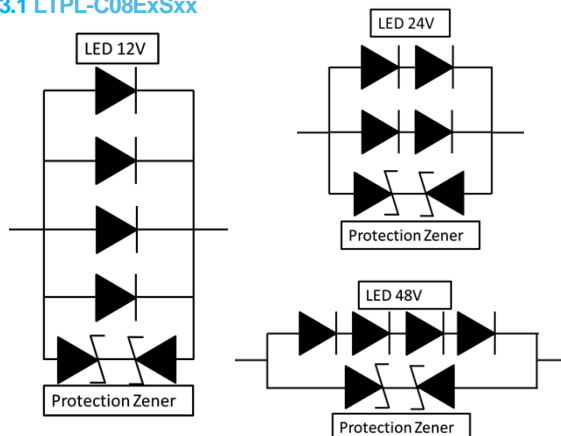 3.1 LTPL-C08ExSxx
LED 12V
LED 24V
Protection Zener
LED 48V
Protection Zener
Protection Zener